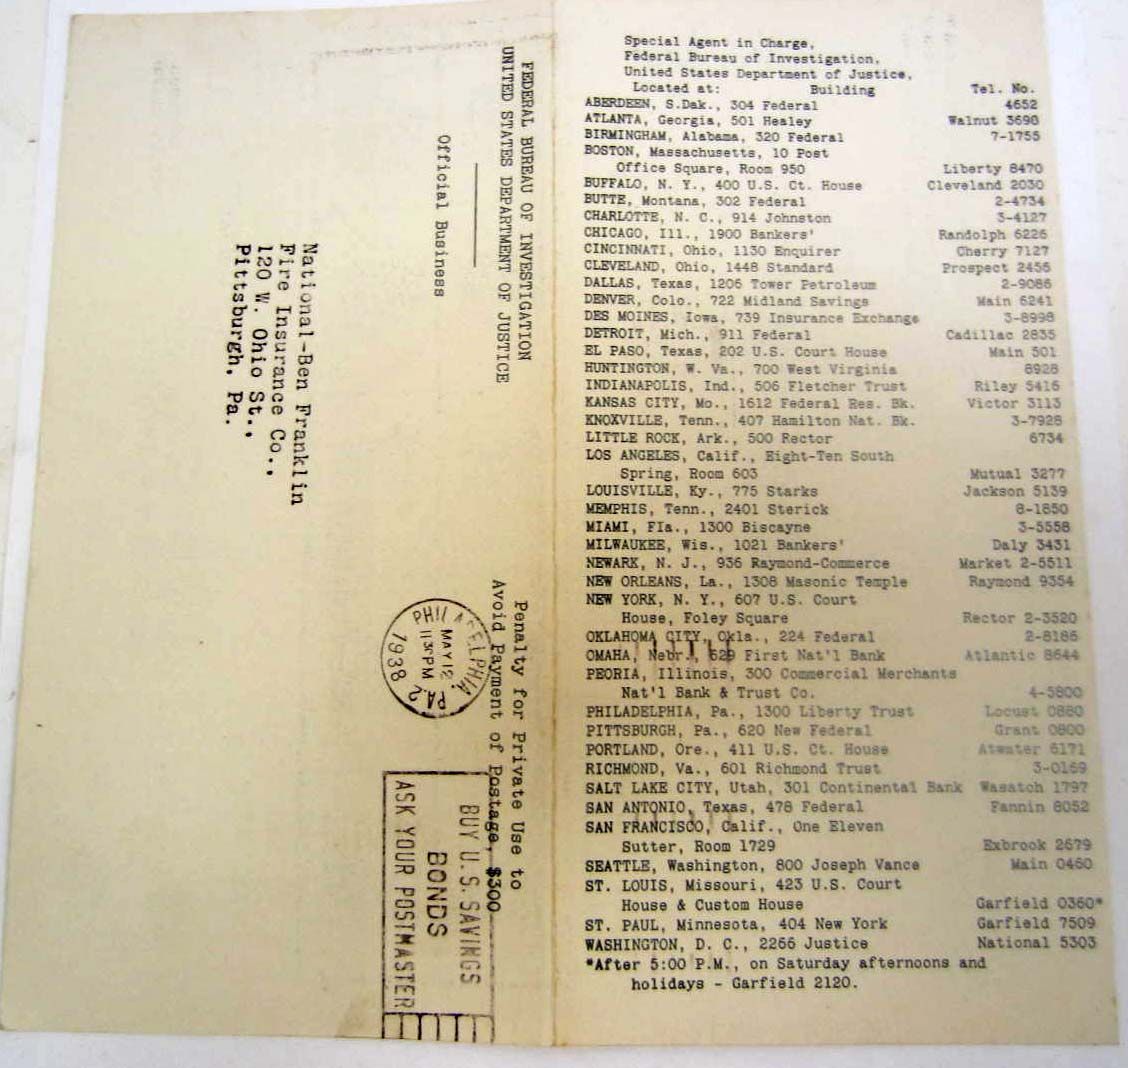 FEDERAL BUREAU OF INVESTIGATION
UNITED STATES DEPARTMENT OF JUSTICE
Official Business
National-Ben Franklin
Fire Insurance Co.,
120 W. Ohio St.,
Pittsburgh, Pa.
Penalty for Private Use to
Avoid Payment of Postage, $300
PHILADELPHIA, PA. 2
MAY 12
1130 PM
1938
BUY U.S. SAVINGS
BONDS
ASK YOUR POSTMASTER
Special Agent in Charge,
Federal Bureau of Investigation,
United States Department of Justice,
Located at: Building Tel. No.
ABERDEEN, S.Dak., 304 Federal 4652
ATLANTA, Georgia, 501 Healey Walnut 3698
BIRMINGHAM, Alabama, 320 Federal 7-1755
BOSTON, Massachusetts, 10 Post
Office Square, Room 950 Liberty 8470
BUFFALO, N. Y., 400 U.S. Ct. House Cleveland 2030
BUTTE, Montana, 302 Federal 2-4734
CHARLOTTE, N. C., 914 Johnston 3-4127
CHICAGO, Ill., 1900 Bankers' Randolph 6226
CINCINNATI, Ohio, 1130 Enquirer Cherry 7127
CLEVELAND, Ohio, 1448 Standard Prospect 2456
DALLAS, Texas, 1206 Tower Petroleum 2-9086
DENVER, Colo., 722 Midland Savings Main 6241
DES MOINES, Iowa, 739 Insurance Exchange 3-8998
DETROIT, Mich., 911 Federal Cadillac 2835
EL PASO, Texas, 202 U.S. Court House Main 501
HUNTINGTON, W. Va., 700 West Virginia 8928
INDIANAPOLIS, Ind., 506 Fletcher Trust Riley 5416
KANSAS CITY, Mo., 1612 Federal Res. Bk. Victor 3113
KNOXVILLE, Tenn., 407 Hamilton Nat. Bk. 3-7928
LITTLE ROCK, Ark., 500 Rector 6734
LOS ANGELES, Calif., Eight-Ten South
Spring, Room 603 Mutual 3277
LOUISVILLE, Ky., 775 Starks Jackson 5139
MEMPHIS, Tenn., 2401 Sterick 8-1850
MIAMI, Fla., 1300 Biscayne 3-5558
MILWAUKEE, Wis., 1021 Bankers' Daly 3431
NEWARK, N. J., 936 Raymond-Commerce Market 2-5511
NEW ORLEANS, La., 1308 Masonic Temple Raymond 9354
NEW YORK, N. Y., 607 U.S. Court
House, Foley Square Rector 2-3520
OKLAHOMA CITY, Okla., 224 Federal 2-8186
OMAHA, Nebr., 629 First Nat'l Bank Atlantic 8644
PEORIA, Illinois, 300 Commercial Merchants
Nat'l Bank & Trust Co. 4-5800
PHILADELPHIA, Pa., 1300 Liberty Trust Locust 0880
PITTSBURGH, Pa., 620 New Federal Grant 0800
PORTLAND, Ore., 411 U.S. Ct. House Atwater 6171
RICHMOND, Va., 601 Richmond Trust 3-0169
SALT LAKE CITY, Utah, 301 Continental Bank Wasatch 1797
SAN ANTONIO, Texas, 478 Federal Fannin 8052
SAN FRANCISCO, Calif., One Eleven
Sutter, Room 1729 Exbrook 2679
SEATTLE, Washington, 800 Joseph Vance Main 0460
ST. LOUIS, Missouri, 423 U.S. Court
House & Custom House Garfield 0360*
ST. PAUL, Minnesota, 404 New York Garfield 7509
WASHINGTON, D. C., 2266 Justice National 5303
*After 5:00 P.M., on Saturday afternoons and
holidays - Garfield 2120.